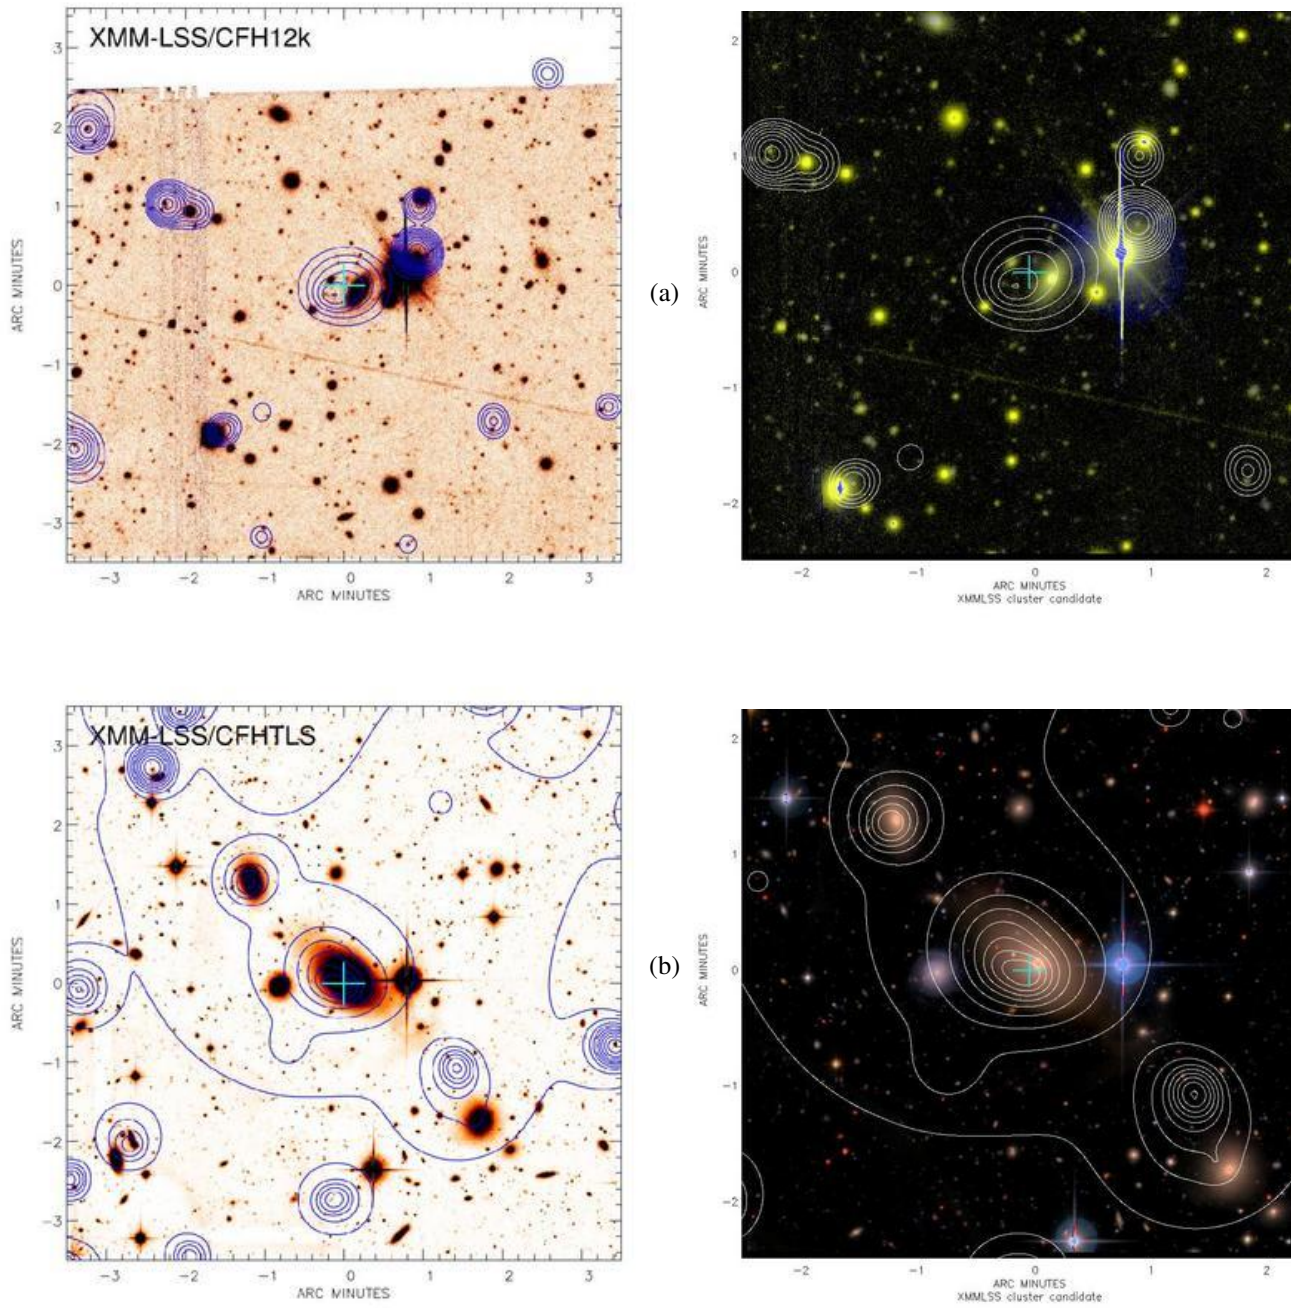 XMM-LSS/CFH12k
3
2
1
0
−1
−2
−3
ARC MINUTES
−3 −2 −1 0 1 2 3
ARC MINUTES
(a)
2
1
0
−1
−2
ARC MINUTES
−2 −1 0 1 2
ARC MINUTES
XMMLSS cluster candidate
XMM-LSS/CFHTLS
3
2
1
0
−1
−2
−3
ARC MINUTES
−3 −2 −1 0 1 2 3
ARC MINUTES
(b)
2
1
0
−1
−2
ARC MINUTES
−2 −1 0 1 2
ARC MINUTES
XMMLSS cluster candidate